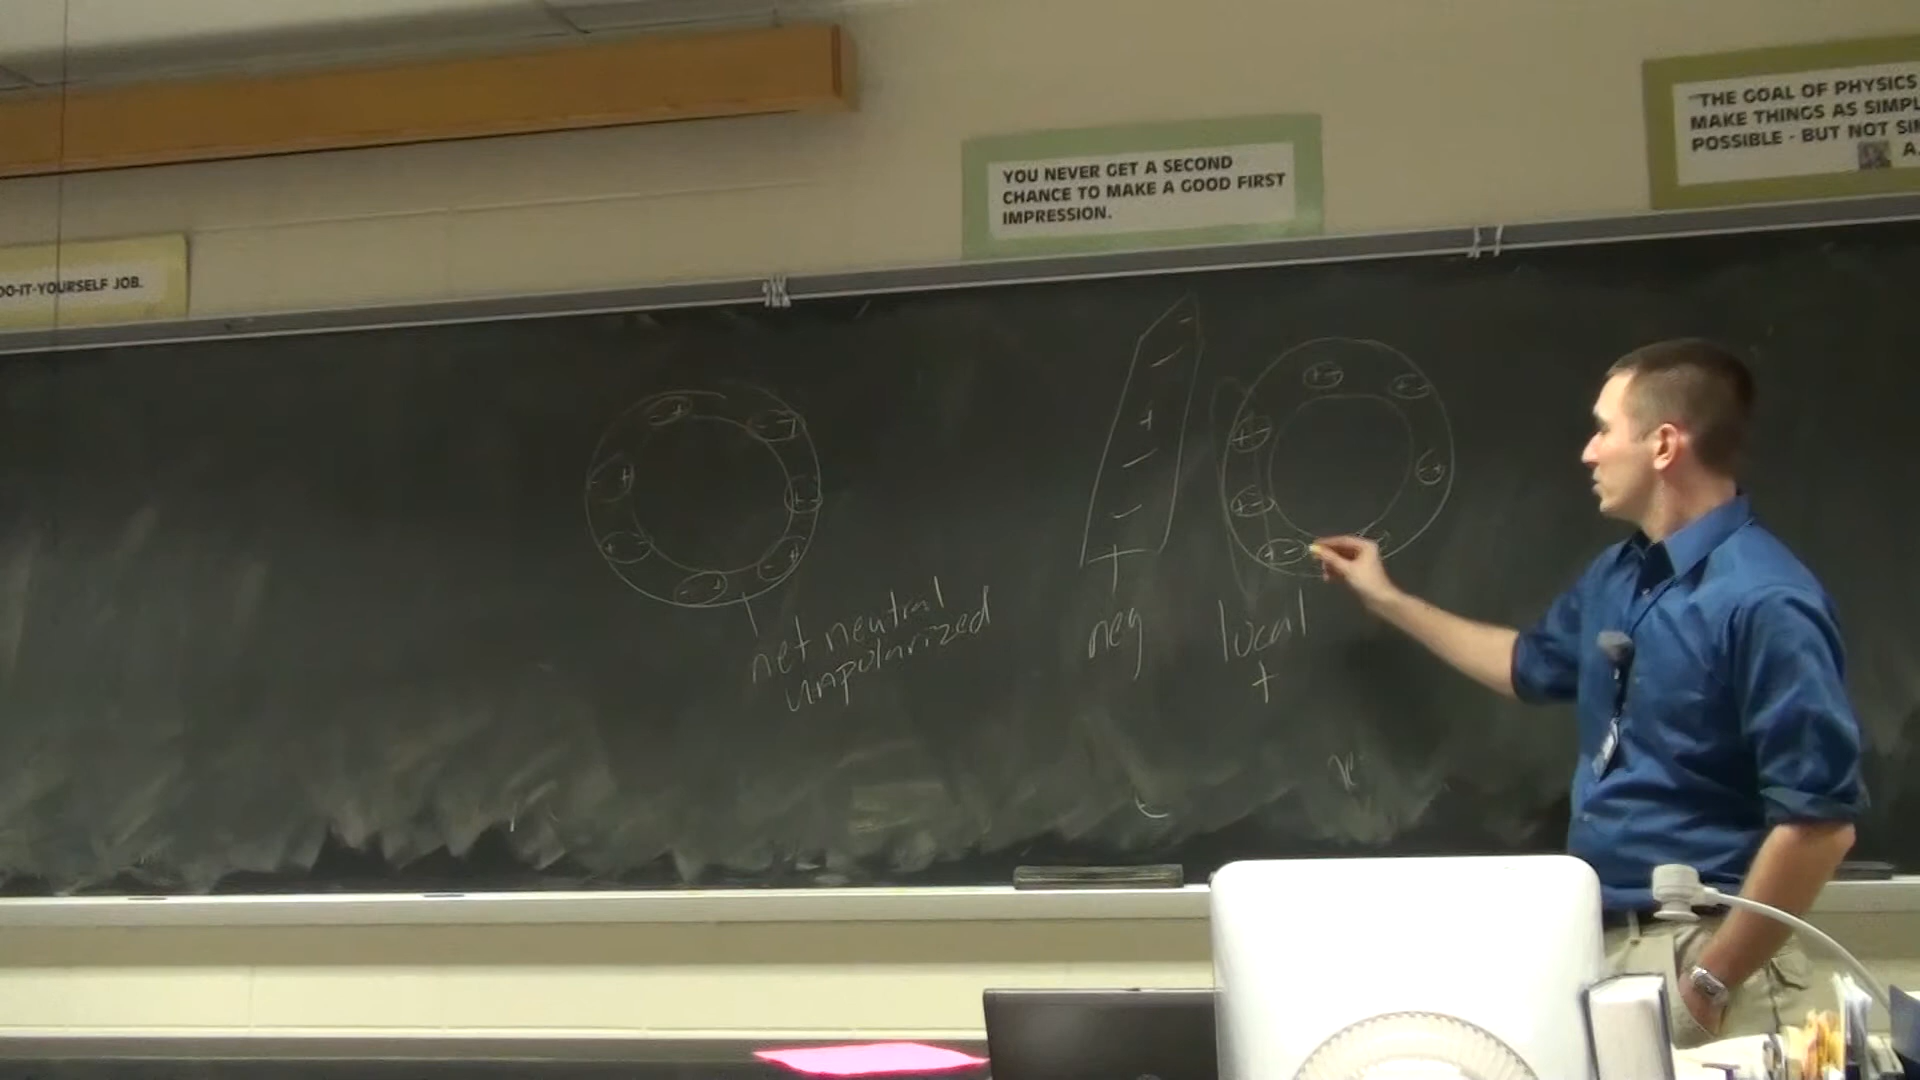 DO-IT-YOURSELF JOB.
YOU NEVER GET A SECOND
CHANCE TO MAKE A GOOD FIRST
IMPRESSION.
"THE GOAL OF PHYSICS
MAKE THINGS AS SIMPL
POSSIBLE - BUT NOT SIM
A.
net neutral
unpolarized
neg
local
+